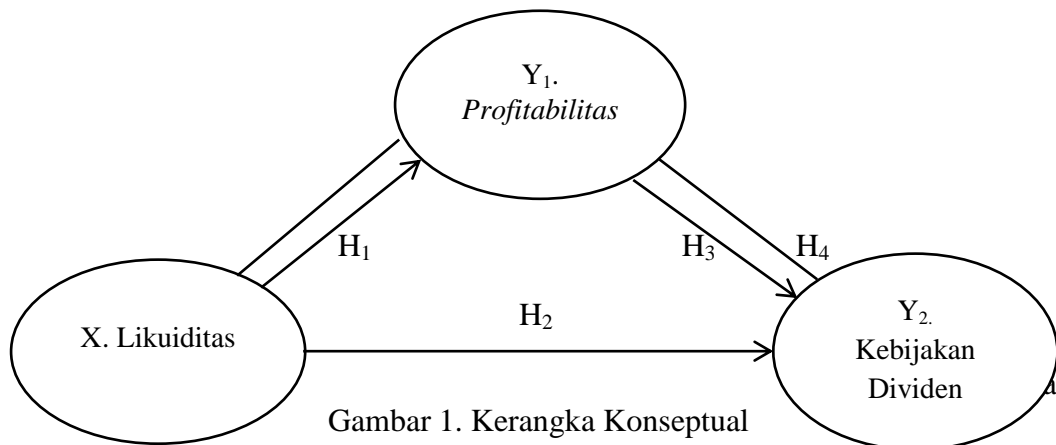 Y₁.
Profitabilitas
H₁
H₃
H₄
X. Likuiditas
H₂
Y₂.
Kebijakan
Dividen
a
Gambar 1. Kerangka Konseptual